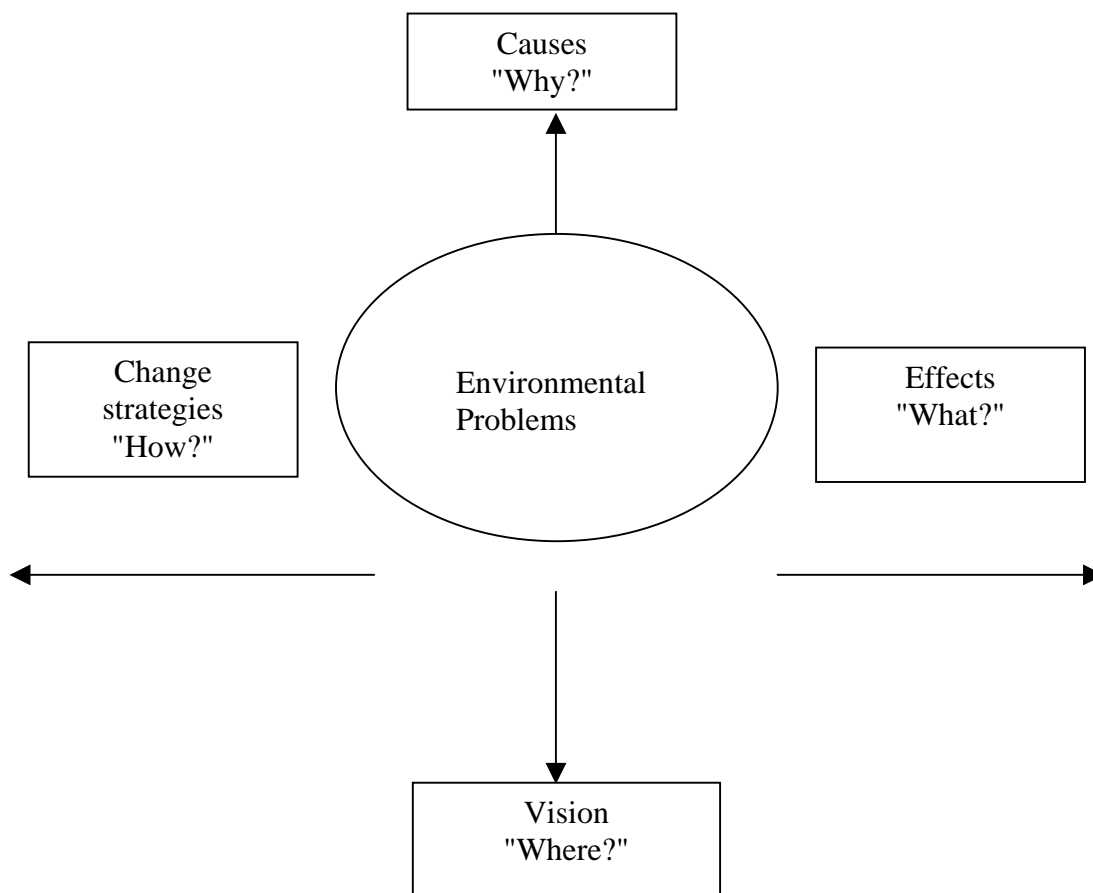 Causes
"Why?"
Change
strategies
"How?"
Environmental
Problems
Effects
"What?"
Vision
"Where?"